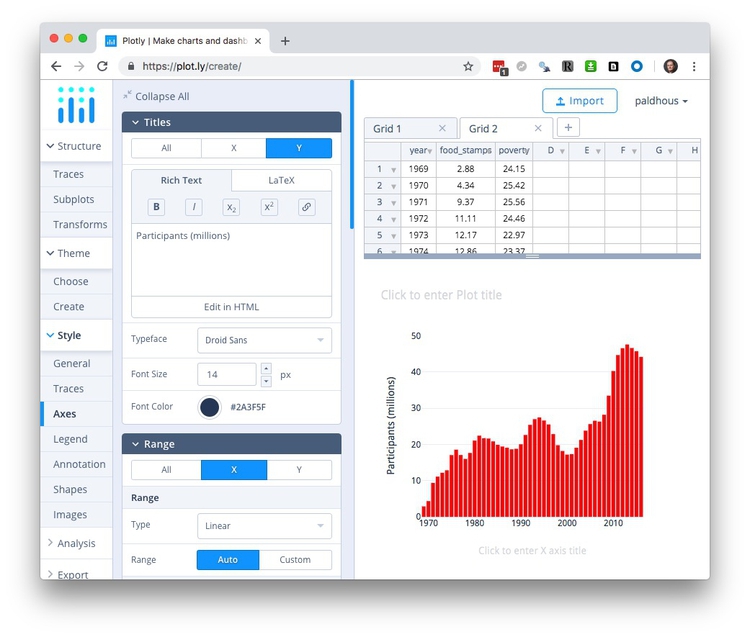 Plotly | Make charts and dashb
https://plot.ly/create/
1
Collapse All
Import
paldhous
Structure
Traces
Subplots
Transforms
Theme
Choose
Create
Style
General
Traces
Axes
Legend
Annotation
Shapes
Images
Analysis
Export
Titles
All X Y
Rich Text LaTeX
B I x₂ x²
Participants (millions)
Edit in HTML
Typeface Droid Sans
Font Size 14 px
Font Color #2A3F5F
Range
All X Y
Range
Type Linear
Range Auto Custom
Grid 1 Grid 2
year food_stamps poverty D E F G H
1 1969 2.88 24.15
2 1970 4.34 25.42
3 1971 9.37 25.56
4 1972 11.11 24.46
5 1973 12.17 22.97
6 1974 12.86 23.37
Click to enter Plot title
50
40
30
20
10
0
Participants (millions)
1970 1980 1990 2000 2010
Click to enter X axis title